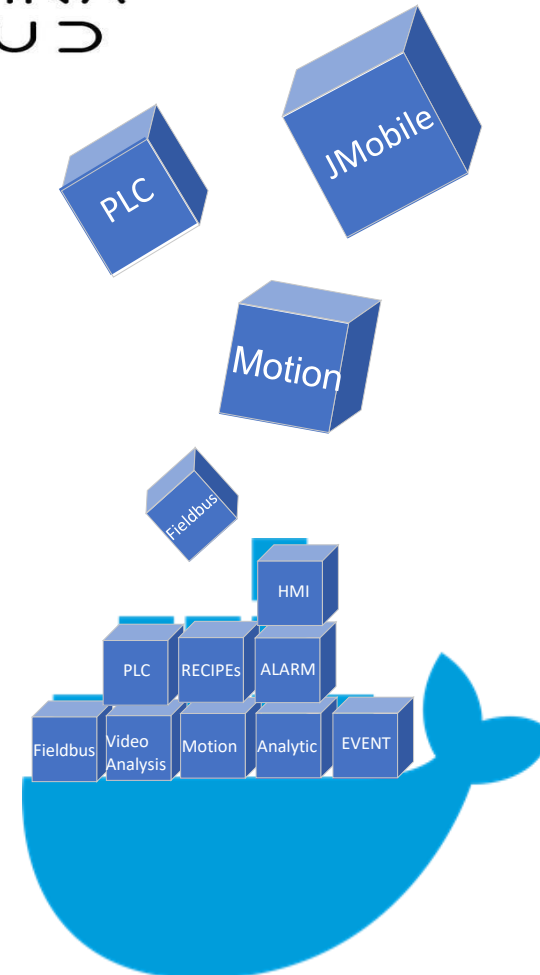 JMobile
PLC
Motion
Fieldbus
HMI
PLC
RECIPEs
ALARM
Fieldbus
Video
Analysis
Motion
Analytic
EVENT